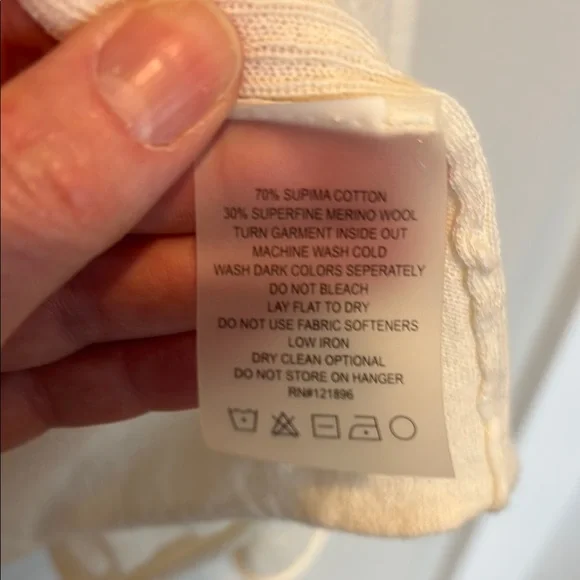 70% SUPIMA COTTON
30% SUPERFINE MERINO WOOL
TURN GARMENT INSIDE OUT
MACHINE WASH COLD
WASH DARK COLORS SEPERATELY
DO NOT BLEACH
LAY FLAT TO DRY
DO NOT USE FABRIC SOFTENERS
LOW IRON
DRY CLEAN OPTIONAL
DO NOT STORE ON HANGER
RN#121896